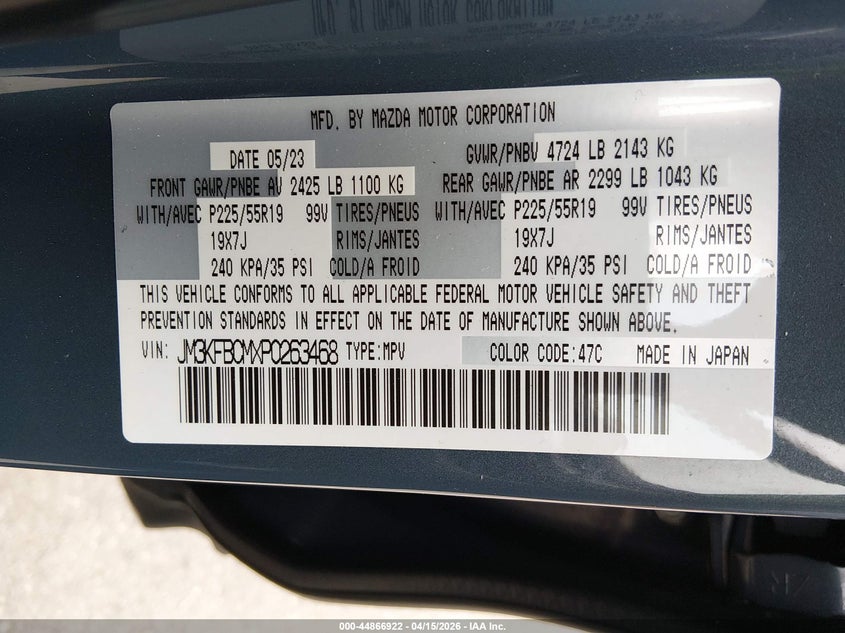 MFD. BY MAZDA MOTOR CORPORATION
DATE 05/23 GVWR/PNBV 4724 LB 2143 KG
FRONT GAWR/PNBE AV 2425 LB 1100 KG REAR GAWR/PNBE AR 2299 LB 1043 KG
WITH/AVEC P225/55R19 99V TIRES/PNEUS WITH/AVEC P225/55R19 99V TIRES/PNEUS
19X7J RIMS/JANTES 19X7J RIMS/JANTES
240 KPA/35 PSI COLD/A FROID 240 KPA/35 PSI COLD/A FROID
THIS VEHICLE CONFORMS TO ALL APPLICABLE FEDERAL MOTOR VEHICLE SAFETY AND THEFT
PREVENTION STANDARDS IN EFFECT ON THE DATE OF MANUFACTURE SHOWN ABOVE.
VIN: JM3KFBCMXP0263468 TYPE:MPV COLOR CODE:47C MADE IN JAPAN
000-44866922 - 04/15/2026 - IAA Inc.